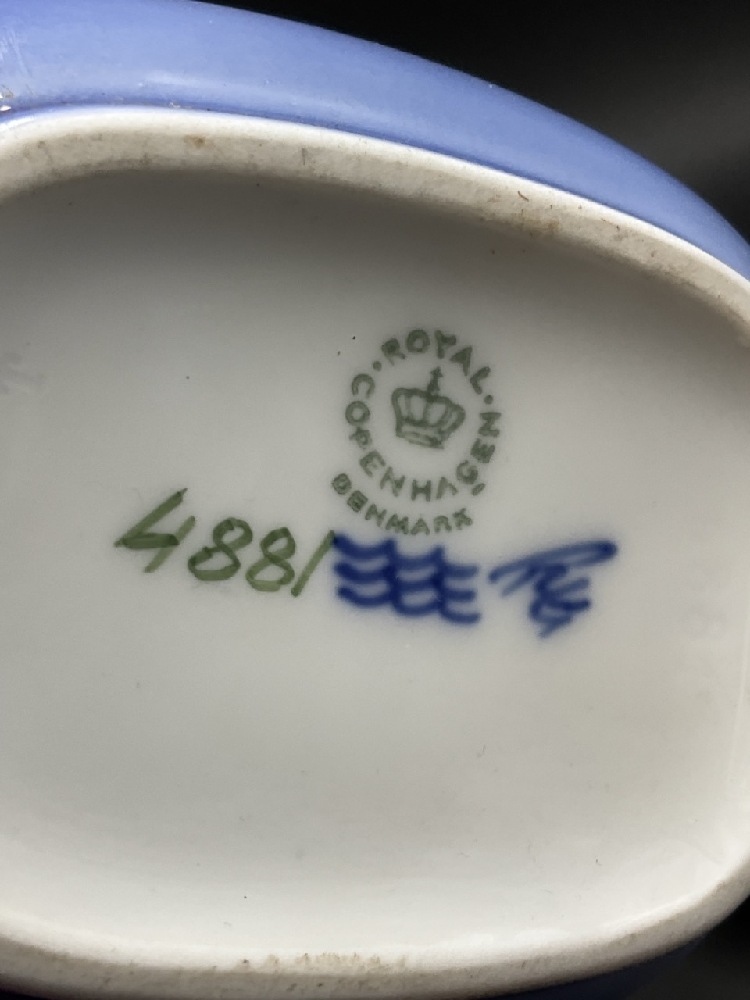 ROYAL
COPENHAGEN
DENMARK
4881